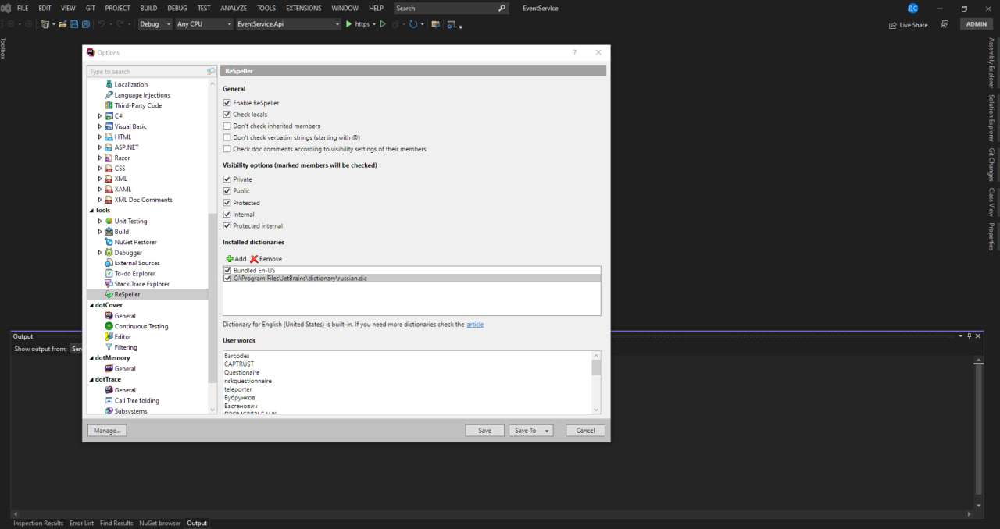 FILE EDIT VIEW GIT PROJECT BUILD DEBUG TEST ANALYZE TOOLS EXTENSIONS WINDOW HELP Search EventService ДС
Debug Any CPU EventService.Api https Live Share ADMIN
Toolbox
Assembly Explorer
Solution Explorer
Git Changes
Class View
Properties
Options ?
Type to search
Localization
Language Injections
Third-Party Code
C#
Visual Basic
HTML
ASP.NET
Razor
CSS
XML
XAML
XML Doc Comments
Tools
Unit Testing
Build
NuGet Restorer
Debugger
External Sources
To-do Explorer
Stack Trace Explorer
ReSpeller
dotCover
General
Continuous Testing
Editor
Filtering
dotMemory
General
dotTrace
General
Call Tree folding
Subsystems
ReSpeller
General
Enable ReSpeller
Check locals
Don't check inherited members
Don't check verbatim strings (starting with @)
Check doc comments according to visibility settings of their members
Visibility options (marked members will be checked)
Private
Public
Protected
Internal
Protected internal
Installed dictionaries
Add Remove
Bundled En-US
C:\Program Files\JetBrains\dictionary\russian.dic
Dictionary for English (United States) is built-in. If you need more dictionaries check the article
User words
Barcodes
CAPTRUST
Questionaire
riskquestionnaire
teleporter
Бубрунков
Васгенович
ПРОМСВЯЗЬБАНК
Manage... Save Save To Cancel
Output
Show output from: Serv
Inspection Results Error List Find Results NuGet browser Output